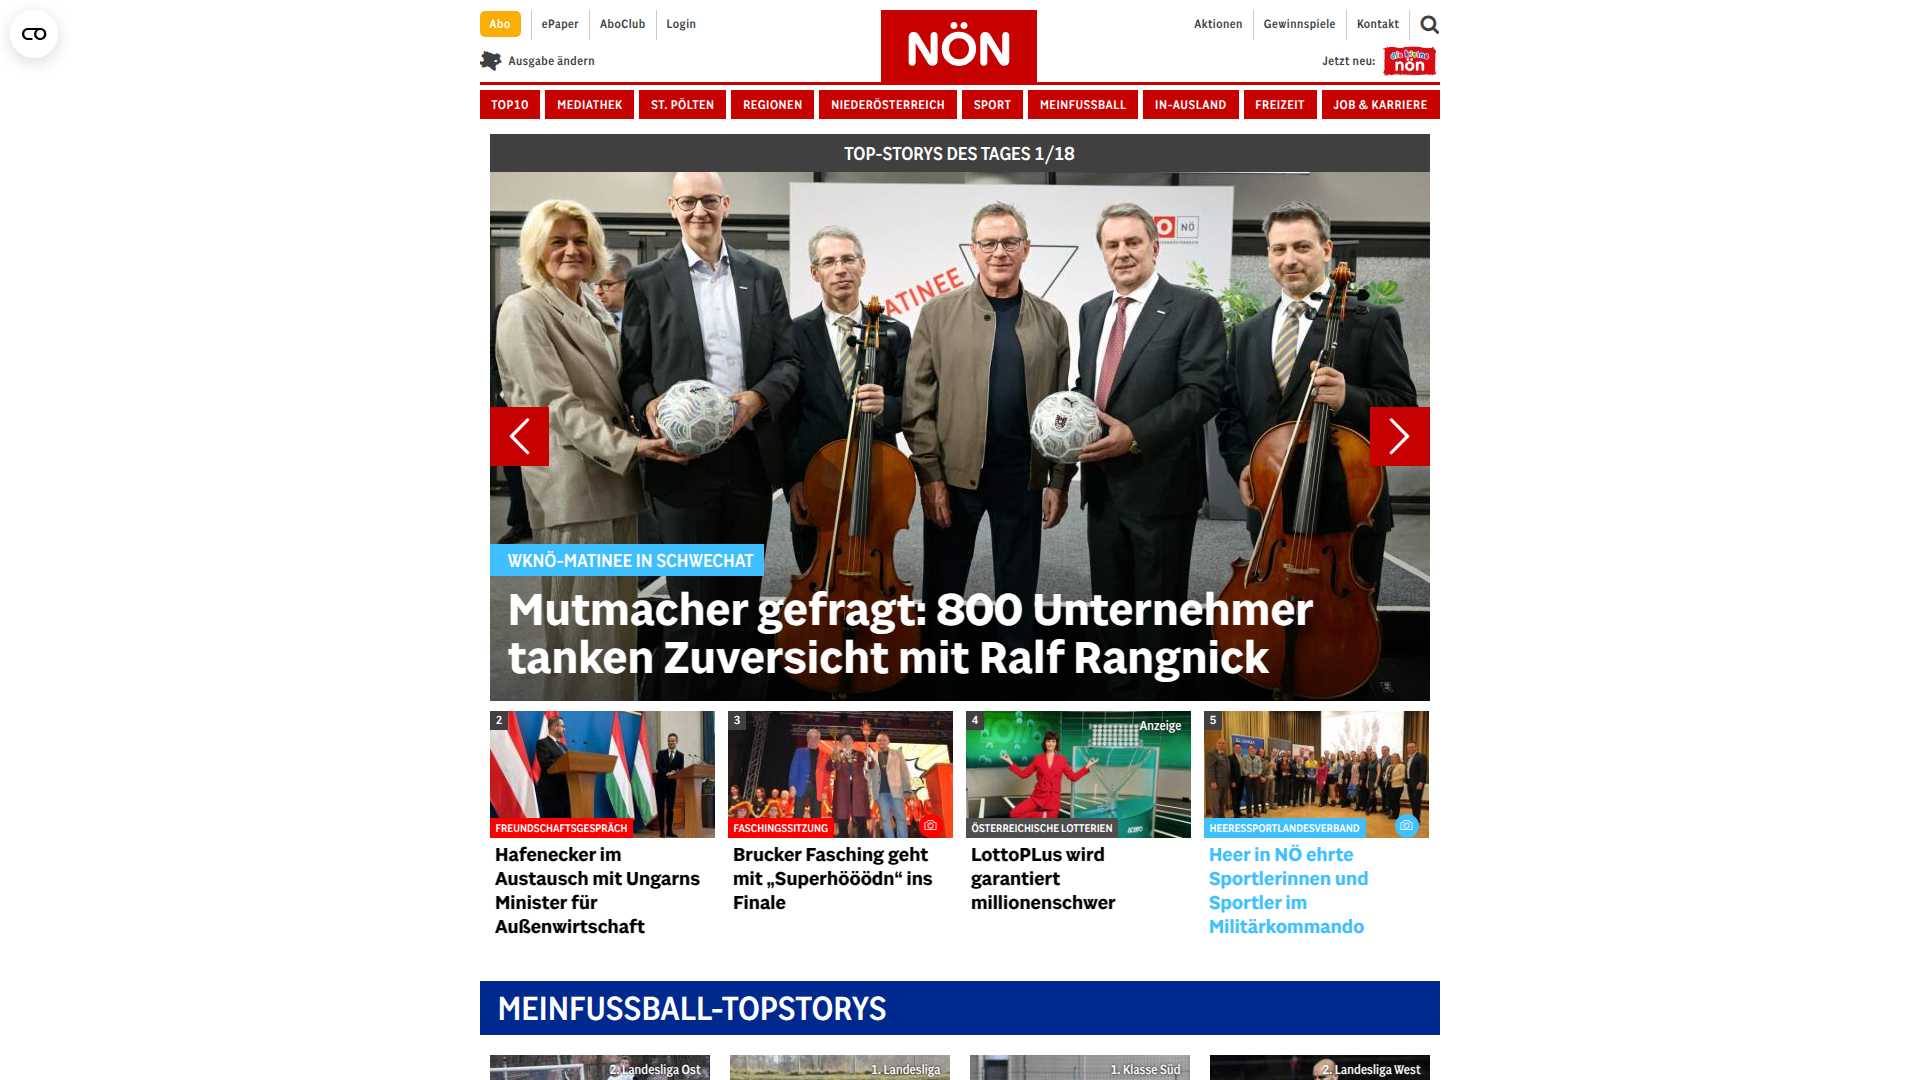 Abo
ePaper
AboClub
Login
NÖN
Aktionen
Gewinnspiele
Kontakt
Ausgabe ändern
Jetzt neu:
die kleine
nön
TOP10
MEDIATHEK
ST. PÖLTEN
REGIONEN
NIEDERÖSTERREICH
SPORT
MEINFUSSBALL
IN-AUSLAND
FREIZEIT
JOB & KARRIERE
TOP-STORYS DES TAGES 1/18
NÖ
ATINEE
WKNÖ-MATINEE IN SCHWECHAT
Mutmacher gefragt: 800 Unternehmer
tanken Zuversicht mit Ralf Rangnick
2
FREUNDSCHAFTSGESPRÄCH
Hafenecker im
Austausch mit Ungarns
Minister für
Außenwirtschaft
3
FASCHINGSSITZUNG
Brucker Fasching geht
mit „Superhöödn“ ins
Finale
4
Anzeige
ÖSTERREICHISCHE LOTTERIEN
LottoPLus wird
garantiert
millionenschwer
5
HEERESSPORTLANDESVERBAND
Heer in NÖ ehrte
Sportlerinnen und
Sportler im
Militärkommando
MEINFUSSBALL-TOPSTORYS
2. Landesliga Ost
1. Landesliga
1. Klasse Süd
2. Landesliga West